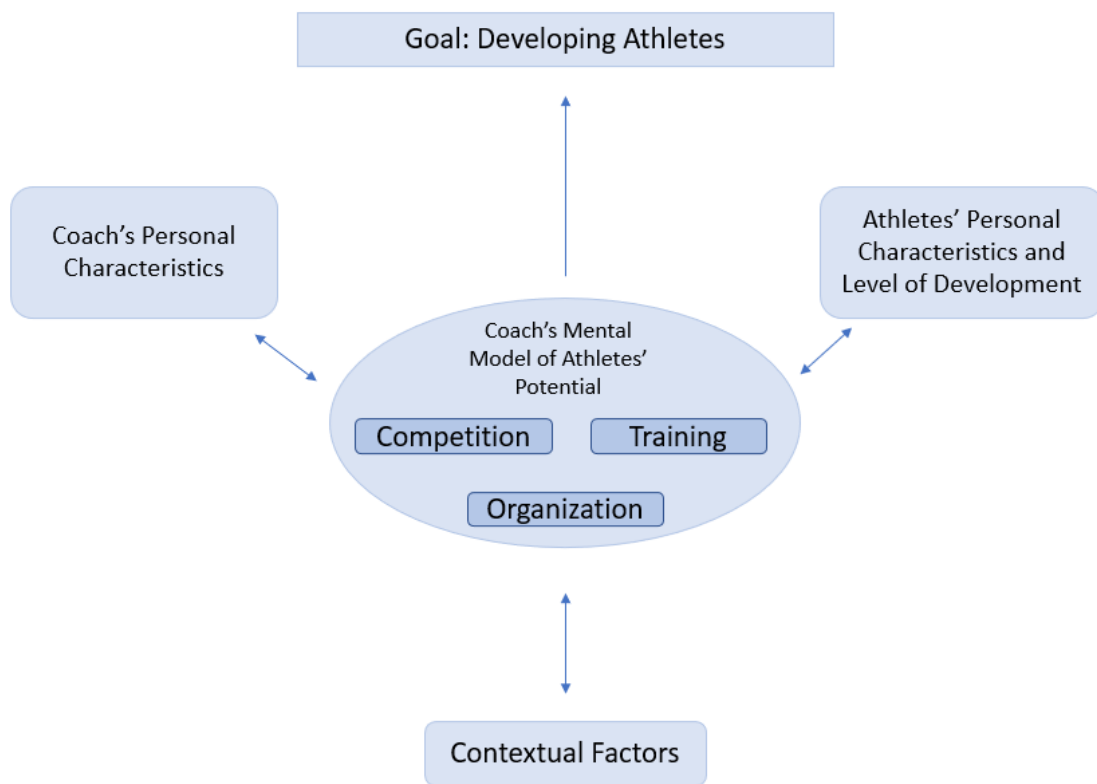 Goal: Developing Athletes
Coach’s Personal
Characteristics
Athletes’ Personal
Characteristics and
Level of Development
Coach’s Mental
Model of Athletes’
Potential
Competition
Training
Organization
Contextual Factors